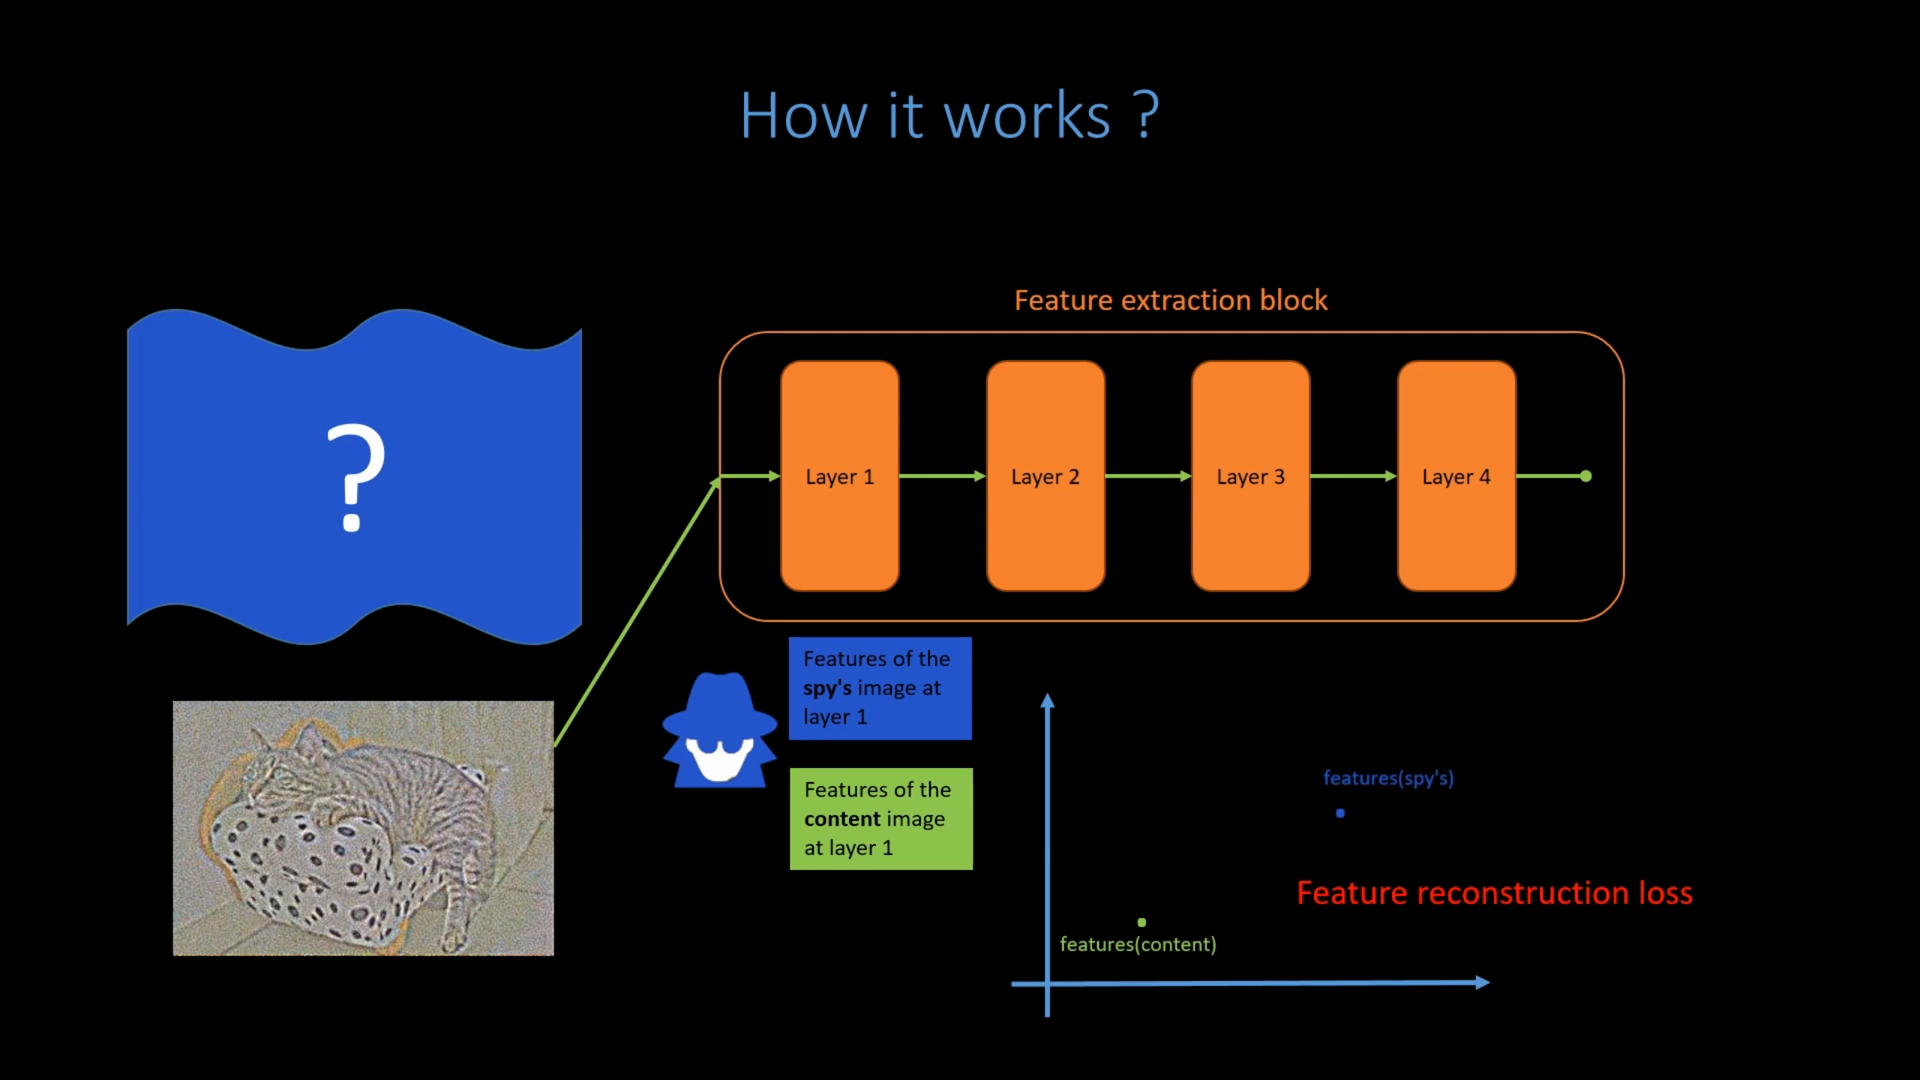 How it works ?
Feature extraction block
?
Layer 1
Layer 2
Layer 3
Layer 4
Features of the
spy's image at
layer 1
Features of the
content image
at layer 1
features(spy's)
Feature reconstruction loss
features(content)